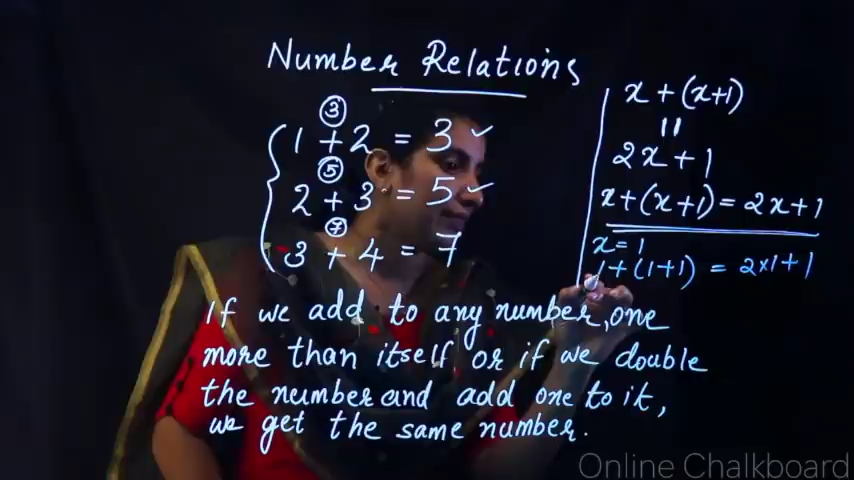 Number Relations
③
1 + 2 = 3 ✓
⑤
2 + 3 = 5 ✓
⑦
3 + 4 = 7
If we add to any number, one
more than itself or if we double
the number and add one to it,
we get the same number.
x + (x+1)
॥
2x + 1
x + (x+1) = 2x+1
x = 1
1 + (1+1) = 2×1+1
Online Chalkboard